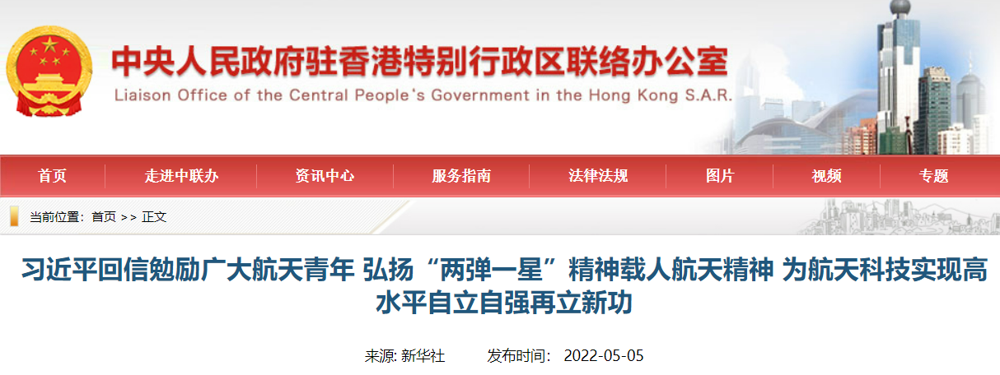 中央人民政府驻香港特别行政区联络办公室
Liaison Office of the Central People‘s Government in the Hong Kong S.A.R.
首页 走进中联办 资讯中心 服务指南 法律法规 图片 视频 专题
当前位置：首页 >> 正文
习近平回信勉励广大航天青年 弘扬“两弹一星”精神载人航天精神 为航天科技实现高
水平自立自强再立新功
来源: 新华社 发布时间： 2022-05-05